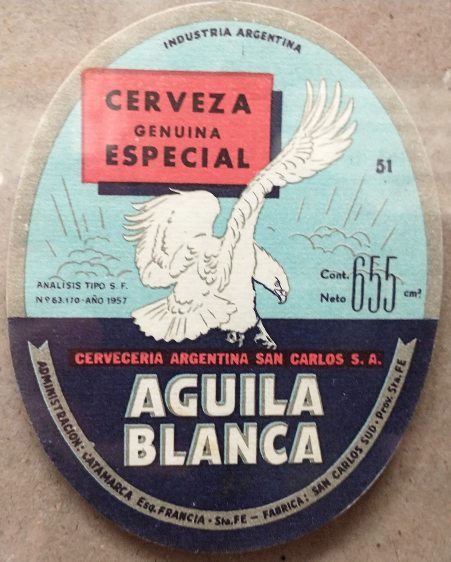 INDUSTRIA ARGENTINA
CERVEZA
GENUINA
ESPECIAL
51
ANALISIS TIPO S. F.
Nº 63.170 - AÑO 1957
Cont.
Neto 655 cm³
CERVECERIA ARGENTINA SAN CARLOS S. A.
AGUILA
BLANCA
ADMINISTRACION: CATAMARCA Esq. FRANCIA - Sta. FE - FABRICA: SAN CARLOS SUD - Prov. Sta. FE